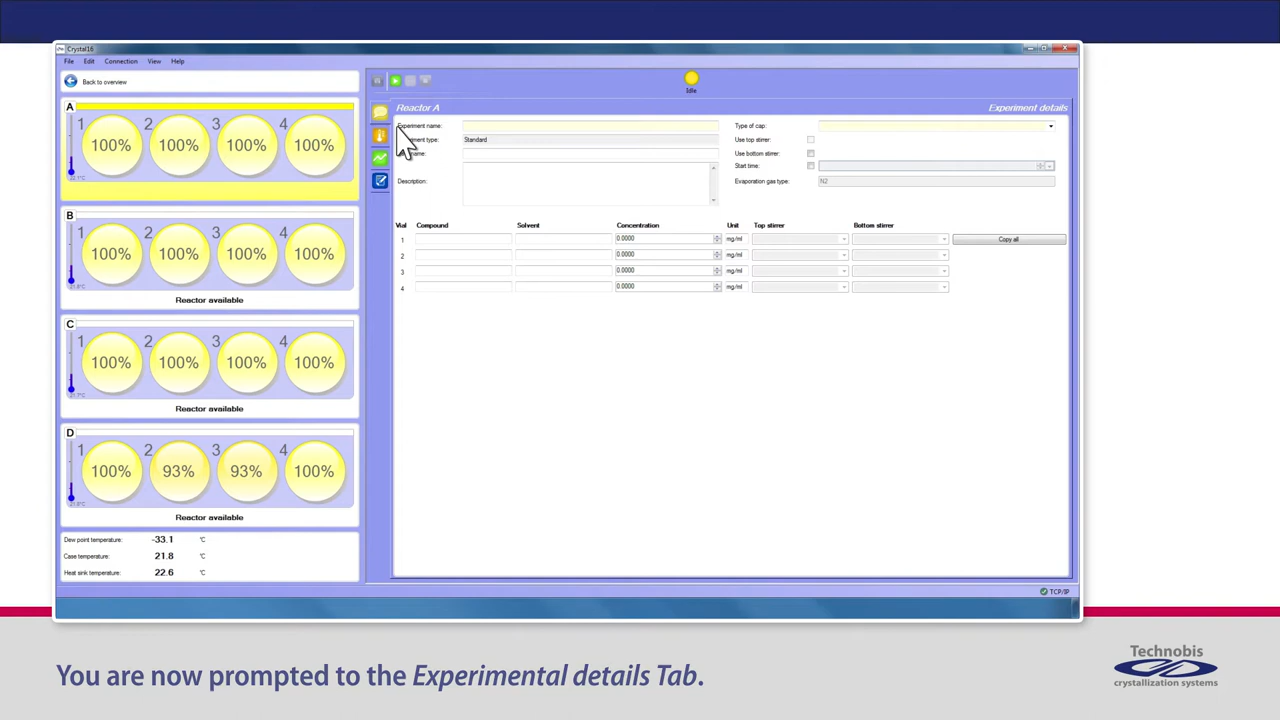 Crystal16
File Edit Connection View Help
Back to overview
Idle
A
1 100% 2 100% 3 100% 4 100%
B
1 100% 2 100% 3 100% 4 100%
Reactor available
C
1 100% 2 100% 3 100% 4 100%
Reactor available
D
1 100% 2 93% 3 93% 4 100%
Reactor available
Dew point temperature: -33.1 °C
Case temperature: 21.8 °C
Heat sink temperature: 22.6 °C
Reactor A Experiment details
Experiment name: Type of cap:
Standard Use top stirrer:
Use bottom stirrer:
Start time:
Description: Evaporation gas type: N2
Vial Compound Solvent Concentration Unit Top stirrer Bottom stirrer
1 0.0000 mg/ml Copy all
2 0.0000 mg/ml
3 0.0000 mg/ml
4 0.0000 mg/ml
TCP/IP
You are now prompted to the Experimental details Tab.
Technobis
crystallization systems